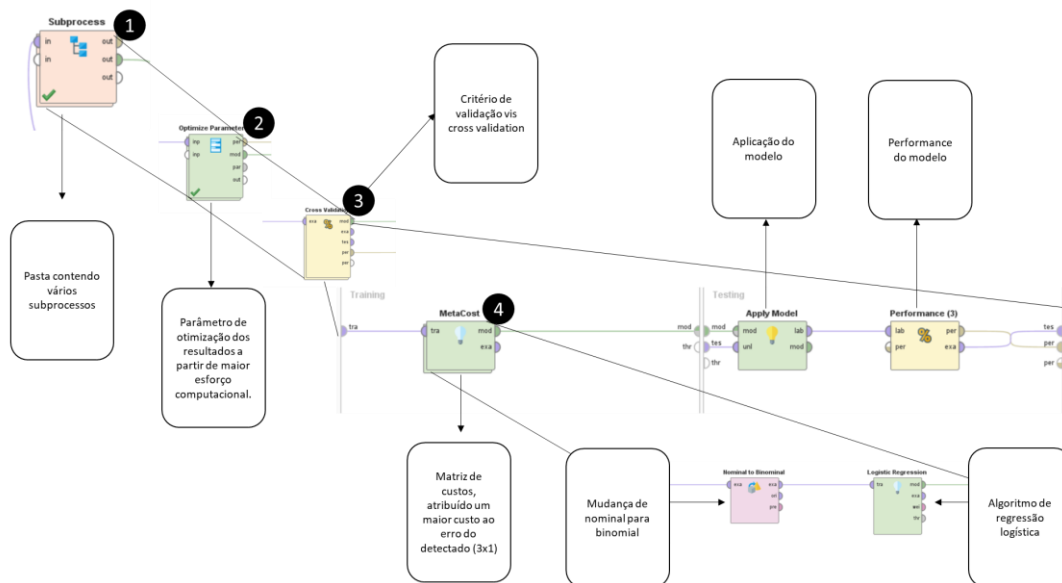 Subprocess
1
in
out
in
out
out
Optimize Parameter
2
inp
per
inp
mod
par
out
Critério de
validação vis
cross validation
Aplicação do
modelo
Performance
do modelo
3
exa
mod
exa
tes
per
per
Pasta contendo
vários
subprocessos
Parâmetro de
otimização dos
resultados a
partir de maior
esforço
computacional.
Training
tra
MetaCost
4
tra
mod
exa
mod
thr
Testing
mod
tes
thr
Apply Model
mod
lab
unl
mod
Performance (3)
lab
per
per
exa
tes
per
per
Matriz de
custos,
atribuído um
maior custo ao
erro do
detectado (3x1)
Mudança de
nominal para
binomial
Nominal to Binominal
exa
exa
ori
pre
Logistic Regression
tra
mod
exa
wei
thr
Algoritmo de
regressão
logística